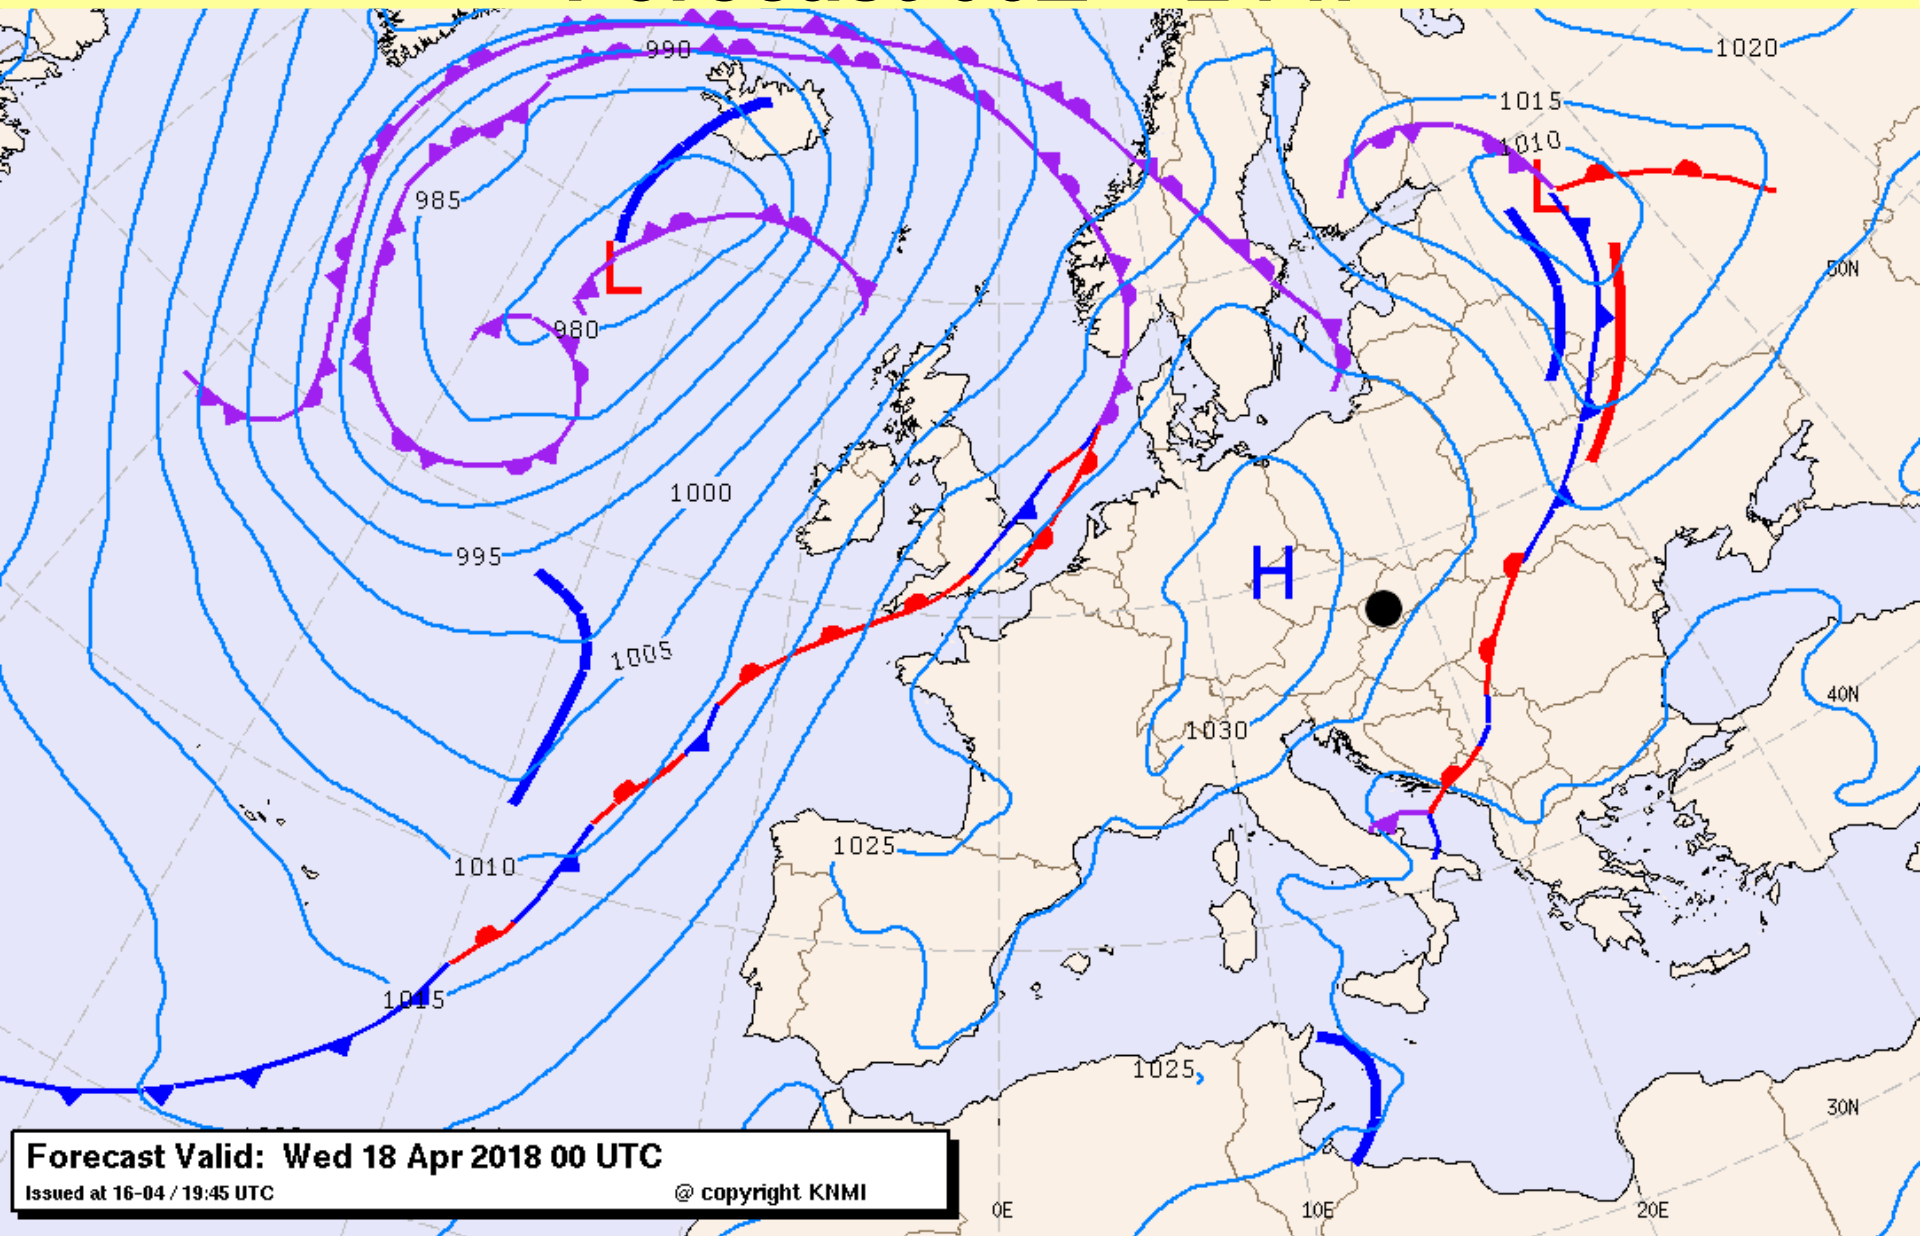 990
1020
1015
1010
985
L
L
50N
980
1000
995
H
1005
40N
1030
1025
1010
1015
1025
30N
Forecast Valid: Wed 18 Apr 2018 00 UTC
Issued at 16-04 / 19:45 UTC
@ copyright KNMI
0E
10E
20E